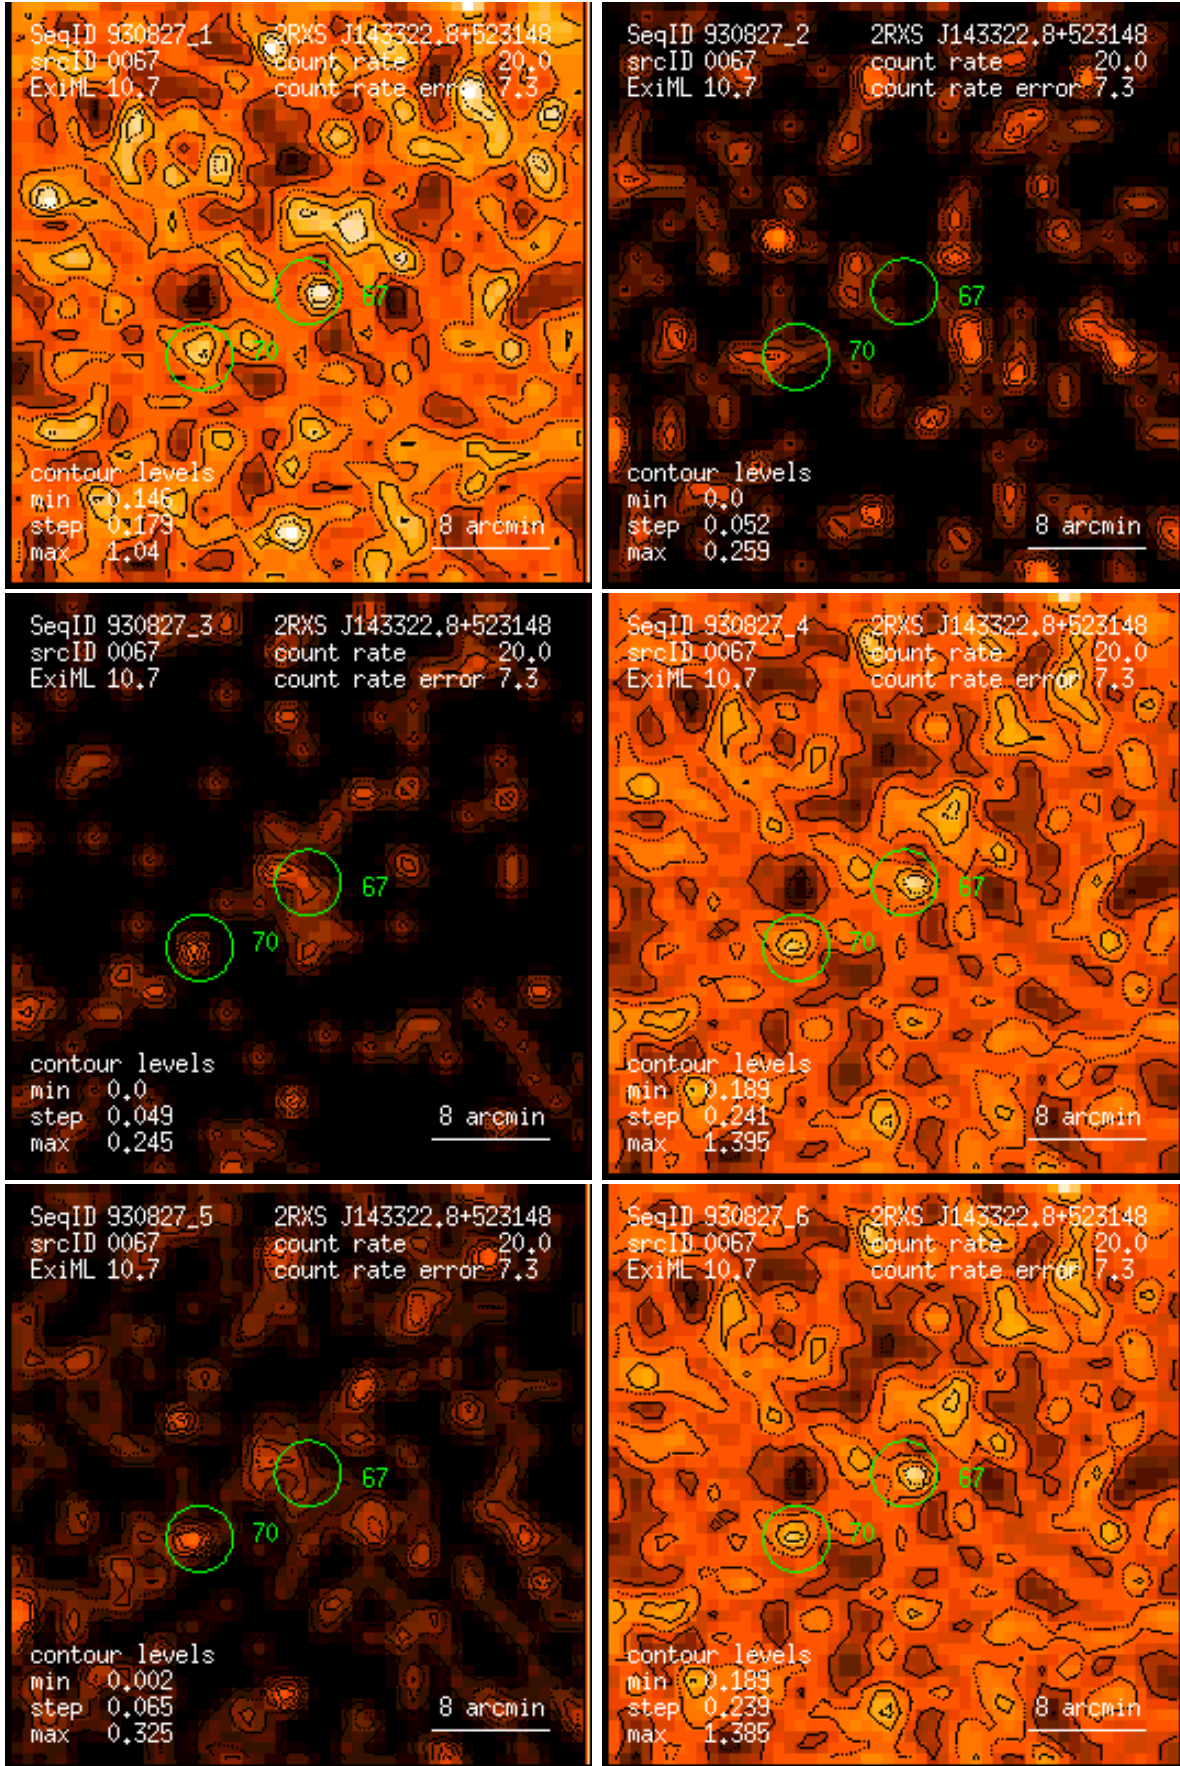 SeqID 930827_1 2RXS J143322.8+523148
srcID 0067 count rate 20.0
ExiML 10.7 count rate error 7.3
67
70
contour levels
min 0.146
step 0.179
max 1.04
8 arcmin
SeqID 930827_2 2RXS J143322.8+523148
srcID 0067 count rate 20.0
ExiML 10.7 count rate error 7.3
67
70
contour levels
min 0.0
step 0.052
max 0.259
8 arcmin
SeqID 930827_3 2RXS J143322.8+523148
srcID 0067 count rate 20.0
ExiML 10.7 count rate error 7.3
67
70
contour levels
min 0.0
step 0.049
max 0.245
8 arcmin
SeqID 930827_4 2RXS J143322.8+523148
srcID 0067 count rate 20.0
ExiML 10.7 count rate error 7.3
67
70
contour levels
min 0.189
step 0.241
max 1.395
8 arcmin
SeqID 930827_5 2RXS J143322.8+523148
srcID 0067 count rate 20.0
ExiML 10.7 count rate error 7.3
67
70
contour levels
min 0.002
step 0.065
max 0.325
8 arcmin
SeqID 930827_6 2RXS J143322.8+523148
srcID 0067 count rate 20.0
ExiML 10.7 count rate error 7.3
67
70
contour levels
min 0.189
step 0.239
max 1.385
8 arcmin